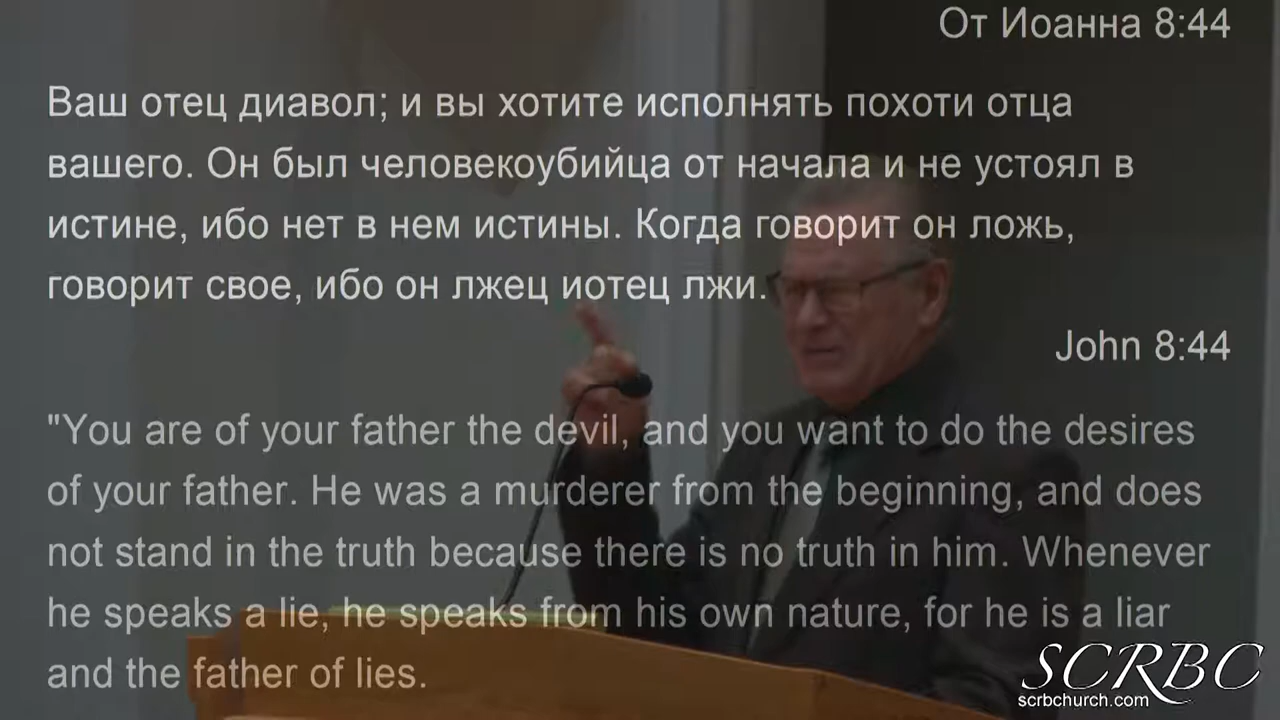 От Иоанна 8:44
Ваш отец диавол; и вы хотите исполнять похоти отца
вашего. Он был человекоубийца от начала и не устоял в
истине, ибо нет в нем истины. Когда говорит он ложь,
говорит свое, ибо он лжец иотец лжи.
John 8:44
"You are of your father the devil, and you want to do the desires
of your father. He was a murderer from the beginning, and does
not stand in the truth because there is no truth in him. Whenever
he speaks a lie, he speaks from his own nature, for he is a liar
and the father of lies.
SCRBC
scrbchurch.com